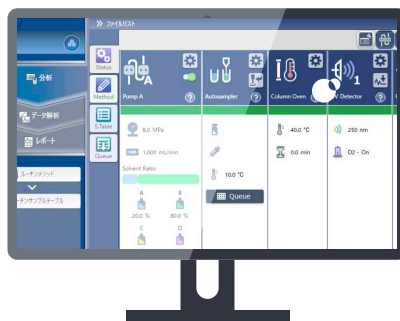 ファイルリスト
分析
データ解析
レポート
ルーチンメソッド
ーチンサンプルテーブル
Status
Method
S.Table
Queue
Pump A
8.0 MPa
1.000 mL/min
Solvent Ratio
A B
20.0 % 80.0 %
C D
Autosampler
10.0 °C
Queue
Column Oven
40.0 °C
0.0 min
V Detector
1
250 nm
D2 - On